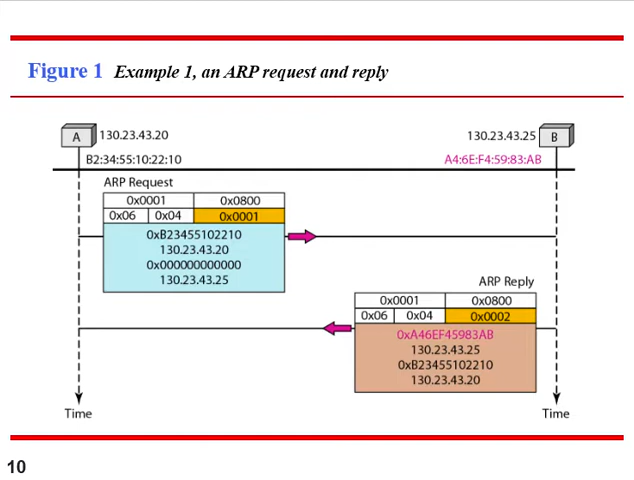 Figure 1 Example 1, an ARP request and reply
A 130.23.43.20
130.23.43.25 B
B2:34:55:10:22:10
A4:6E:F4:59:83:AB
ARP Request
0x0001 0x0800
0x06 0x04 0x0001
0xB23455102210
130.23.43.20
0x000000000000
130.23.43.25
ARP Reply
0x0001 0x0800
0x06 0x04 0x0002
0xA46EF45983AB
130.23.43.25
0xB23455102210
130.23.43.20
Time
Time
10